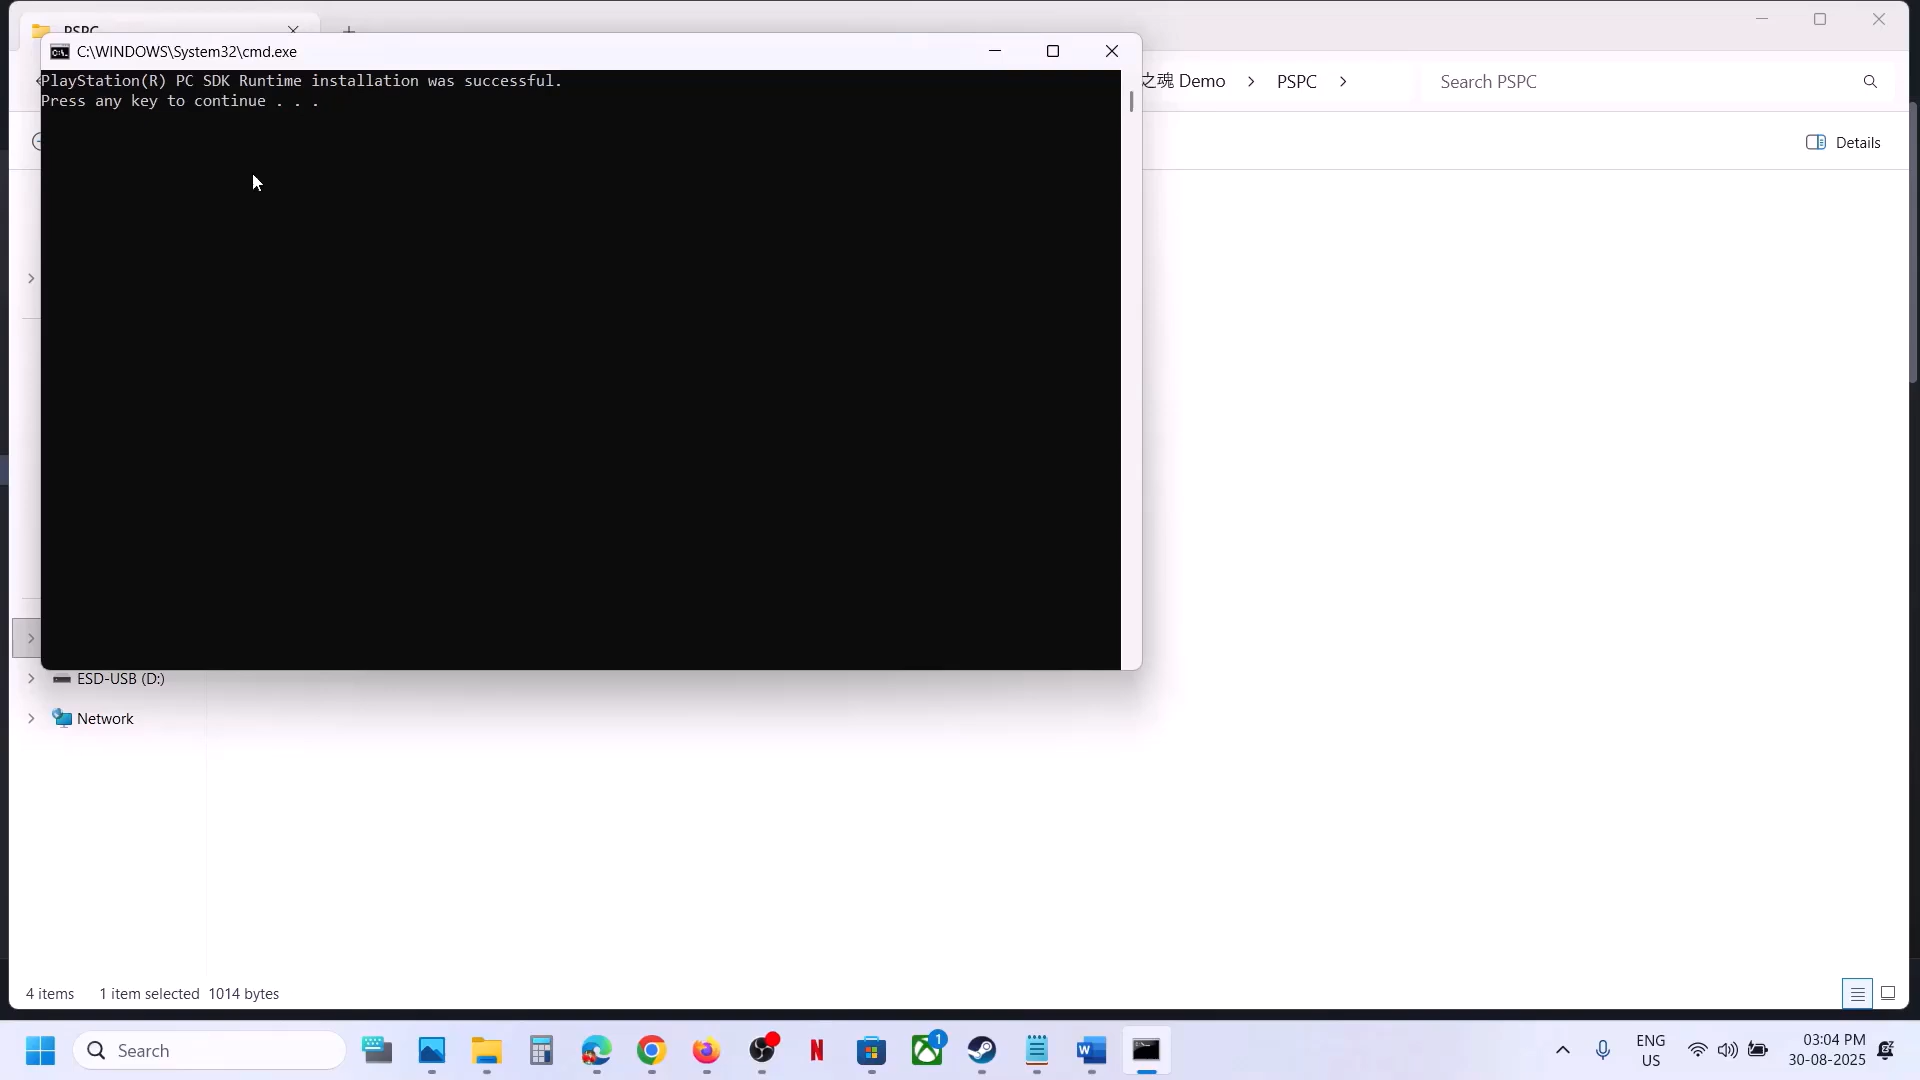 PSPC
C:\WINDOWS\System32\cmd.exe
PlayStation(R) PC SDK Runtime installation was successful.
Press any key to continue . . .
之魂 Demo
PSPC
Search PSPC
Details
ESD-USB (D:)
Network
4 items
1 item selected 1014 bytes
Search
1
ENG
US
03:04 PM
30-08-2025